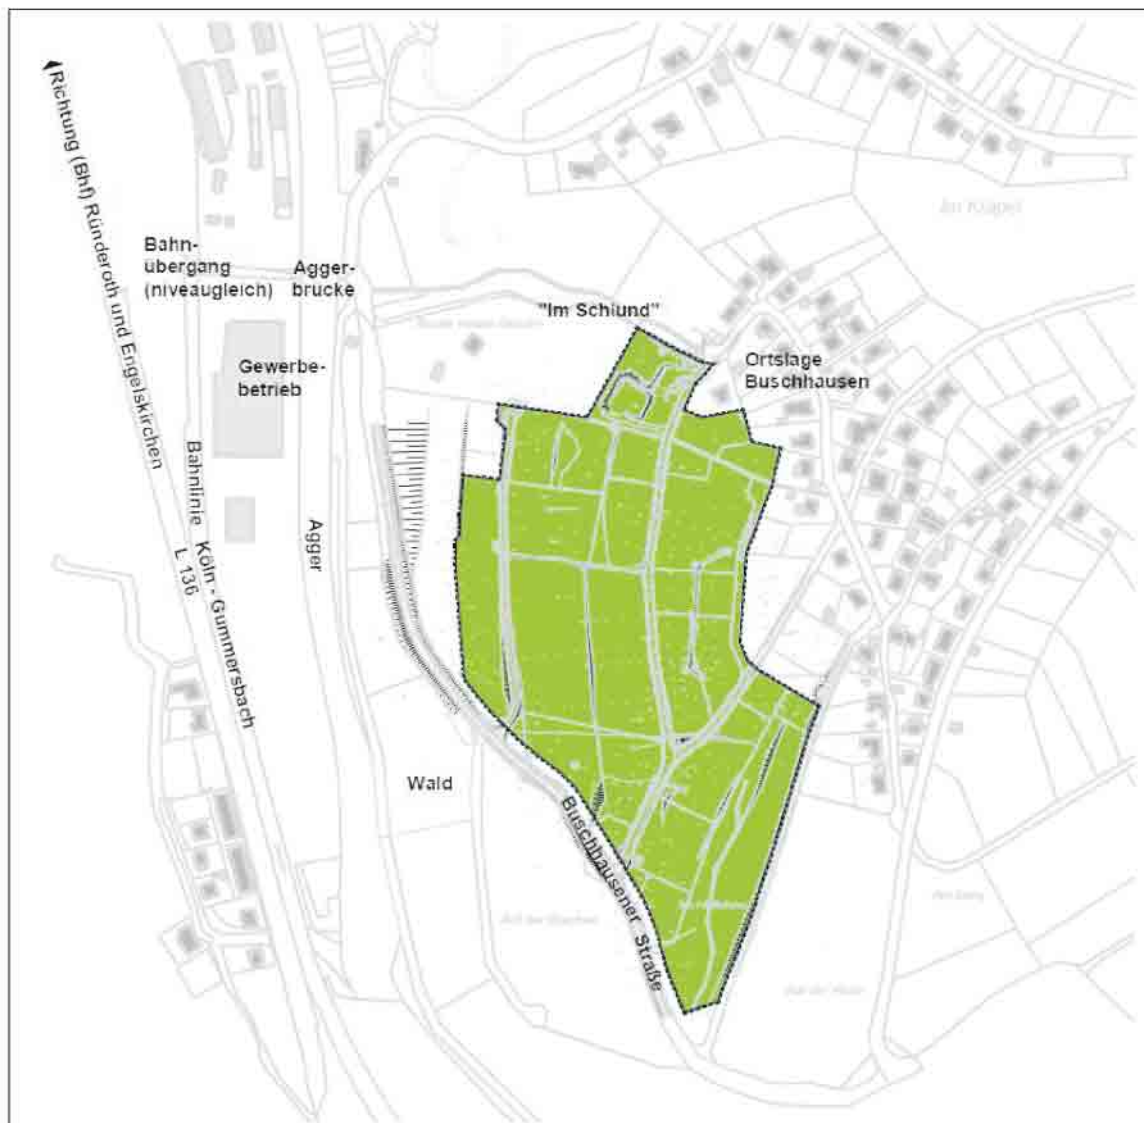 Richtung (Bhf) Ründeroth und Engelskirchen
Bahn-
übergang
(niveaugleich)
Agger-
brücke
"Im Schlund"
Ortslage
Buschhausen
Gewerbe-
betrieb
Bahnlinie Köln - Gummersbach
L 136
Agger
Wald
Buschhausener Straße